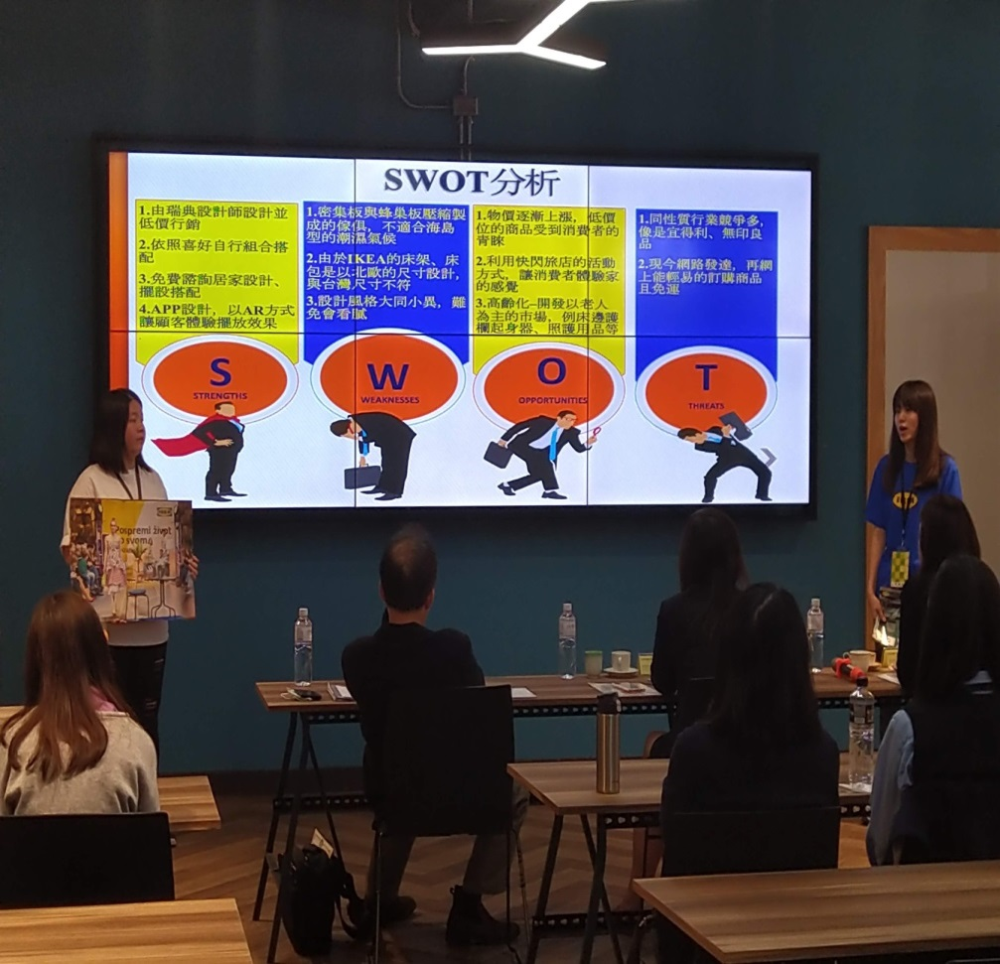 SWOT分析
1.由瑞典設計師設計並
低價行銷
2.依照喜好自行組合搭
配
3.免費諮詢居家設計、
擺設搭配
4.APP設計，以AR方式
讓顧客體驗擺放效果
S
STRENGTHS
1.密集板與蜂巢板壓縮製
成的傢俱，不適合海島
型的潮濕氣候
2.由於IKEA的床架、床
包是以北歐的尺寸設計，
與台灣尺寸不符
3.設計風格大同小異，難
免會看膩
W
WEAKNESSES
1.物價逐漸上漲，低價
位的商品受到消費者的
青睞
2.利用快閃旅店的活動
方式，讓消費者體驗家
的感覺
3.高齡化–開發以老人
為主的市場，例床邊護
欄起身器、照護用品等
O
OPPORTUNITIES
1.同性質行業競爭多，
像是宜得利、無印良
品
2.現今網路發達，再網
上能輕易的訂購商品
且免運
T
THREATS
IKEA
pospremi život